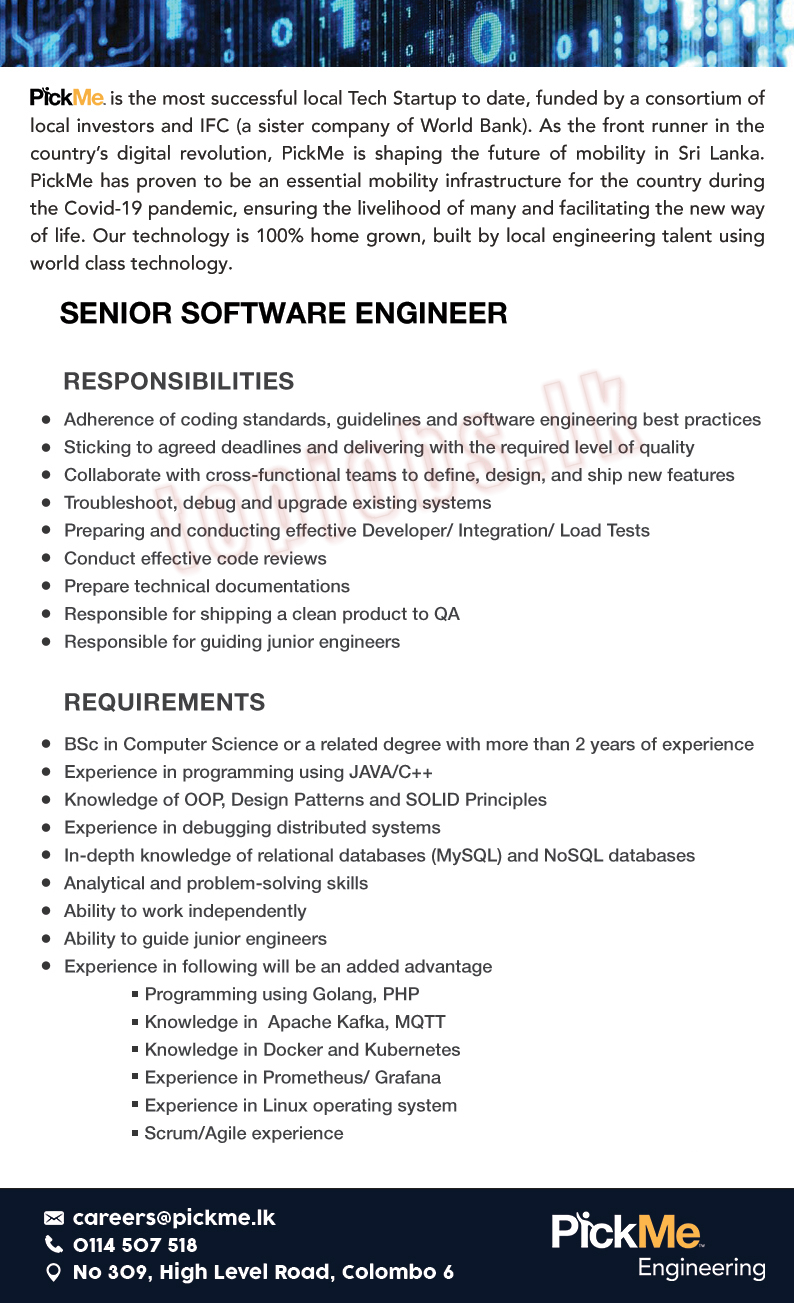 PickMe is the most successful local Tech Startup to date, funded by a consortium of
local investors and IFC (a sister company of World Bank). As the front runner in the
country's digital revolution, PickMe is shaping the future of mobility in Sri Lanka.
PickMe has proven to be an essential mobility infrastructure for the country during
the Covid-19 pandemic, ensuring the livelihood of many and facilitating the new way
of life. Our technology is 100% home grown, built by local engineering talent using
world class technology.
SENIOR SOFTWARE ENGINEER
RESPONSIBILITIES
● Adherence of coding standards, guidelines and software engineering best practices
● Sticking to agreed deadlines and delivering with the required level of quality
● Collaborate with cross-functional teams to define, design, and ship new features
● Troubleshoot, debug and upgrade existing systems
● Preparing and conducting effective Developer/ Integration/ Load Tests
● Conduct effective code reviews
● Prepare technical documentations
● Responsible for shipping a clean product to QA
● Responsible for guiding junior engineers
topjobs.lk
REQUIREMENTS
● BSc in Computer Science or a related degree with more than 2 years of experience
● Experience in programming using JAVA/C++
● Knowledge of OOP, Design Patterns and SOLID Principles
● Experience in debugging distributed systems
● In-depth knowledge of relational databases (MySQL) and NoSQL databases
● Analytical and problem-solving skills
● Ability to work independently
● Ability to guide junior engineers
● Experience in following will be an added advantage
▪ Programming using Golang, PHP
▪ Knowledge in Apache Kafka, MQTT
▪ Knowledge in Docker and Kubernetes
▪ Experience in Prometheus/ Grafana
▪ Experience in Linux operating system
▪ Scrum/Agile experience
careers@pickme.lk
0114 507 518
No 309, High Level Road, Colombo 6
PickMe™
Engineering